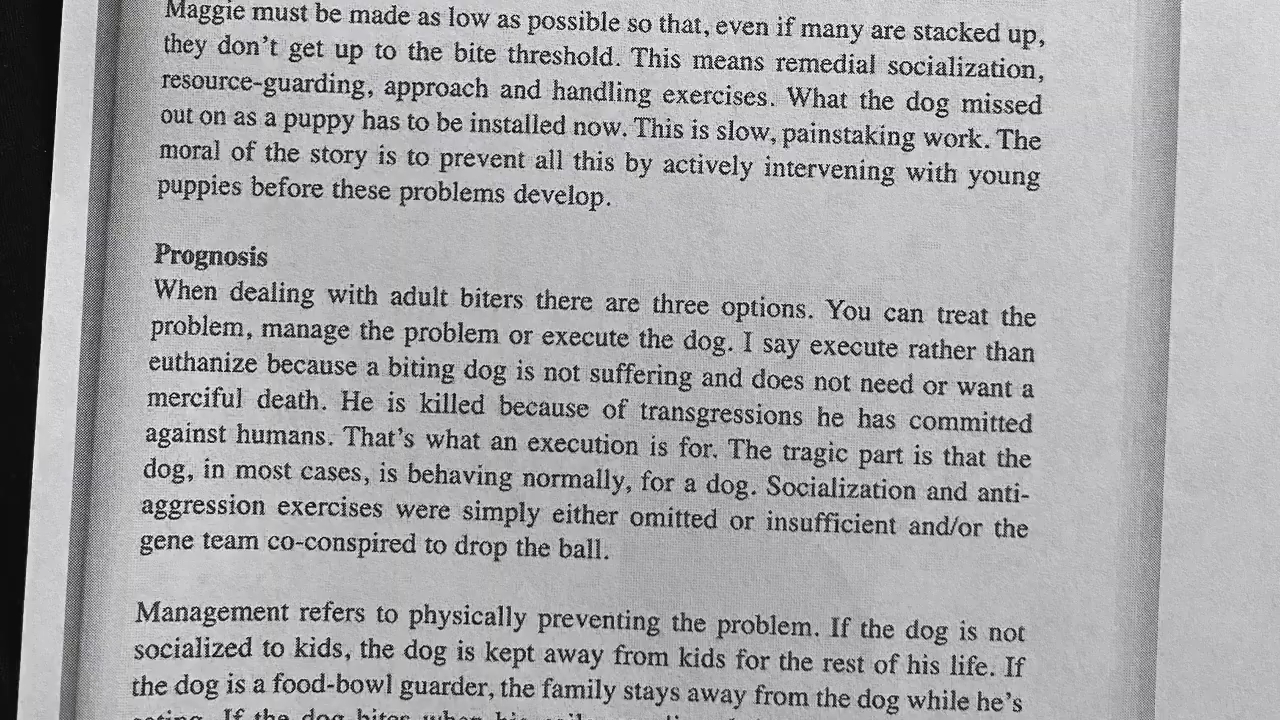 Maggie must be made as low as possible so that, even if many are stacked up,
they don't get up to the bite threshold. This means remedial socialization,
resource-guarding, approach and handling exercises. What the dog missed
out on as a puppy has to be installed now. This is slow, painstaking work. The
moral of the story is to prevent all this by actively intervening with young
puppies before these problems develop.
Prognosis
When dealing with adult biters there are three options. You can treat the
problem, manage the problem or execute the dog. I say execute rather than
euthanize because a biting dog is not suffering and does not need or want a
merciful death. He is killed because of transgressions he has committed
against humans. That's what an execution is for. The tragic part is that the
dog, in most cases, is behaving normally, for a dog. Socialization and anti-
aggression exercises were simply either omitted or insufficient and/or the
gene team co-conspired to drop the ball.
Management refers to physically preventing the problem. If the dog is not
socialized to kids, the dog is kept away from kids for the rest of his life. If
the dog is a food-bowl guarder, the family stays away from the dog while he's
If the dog bites when his